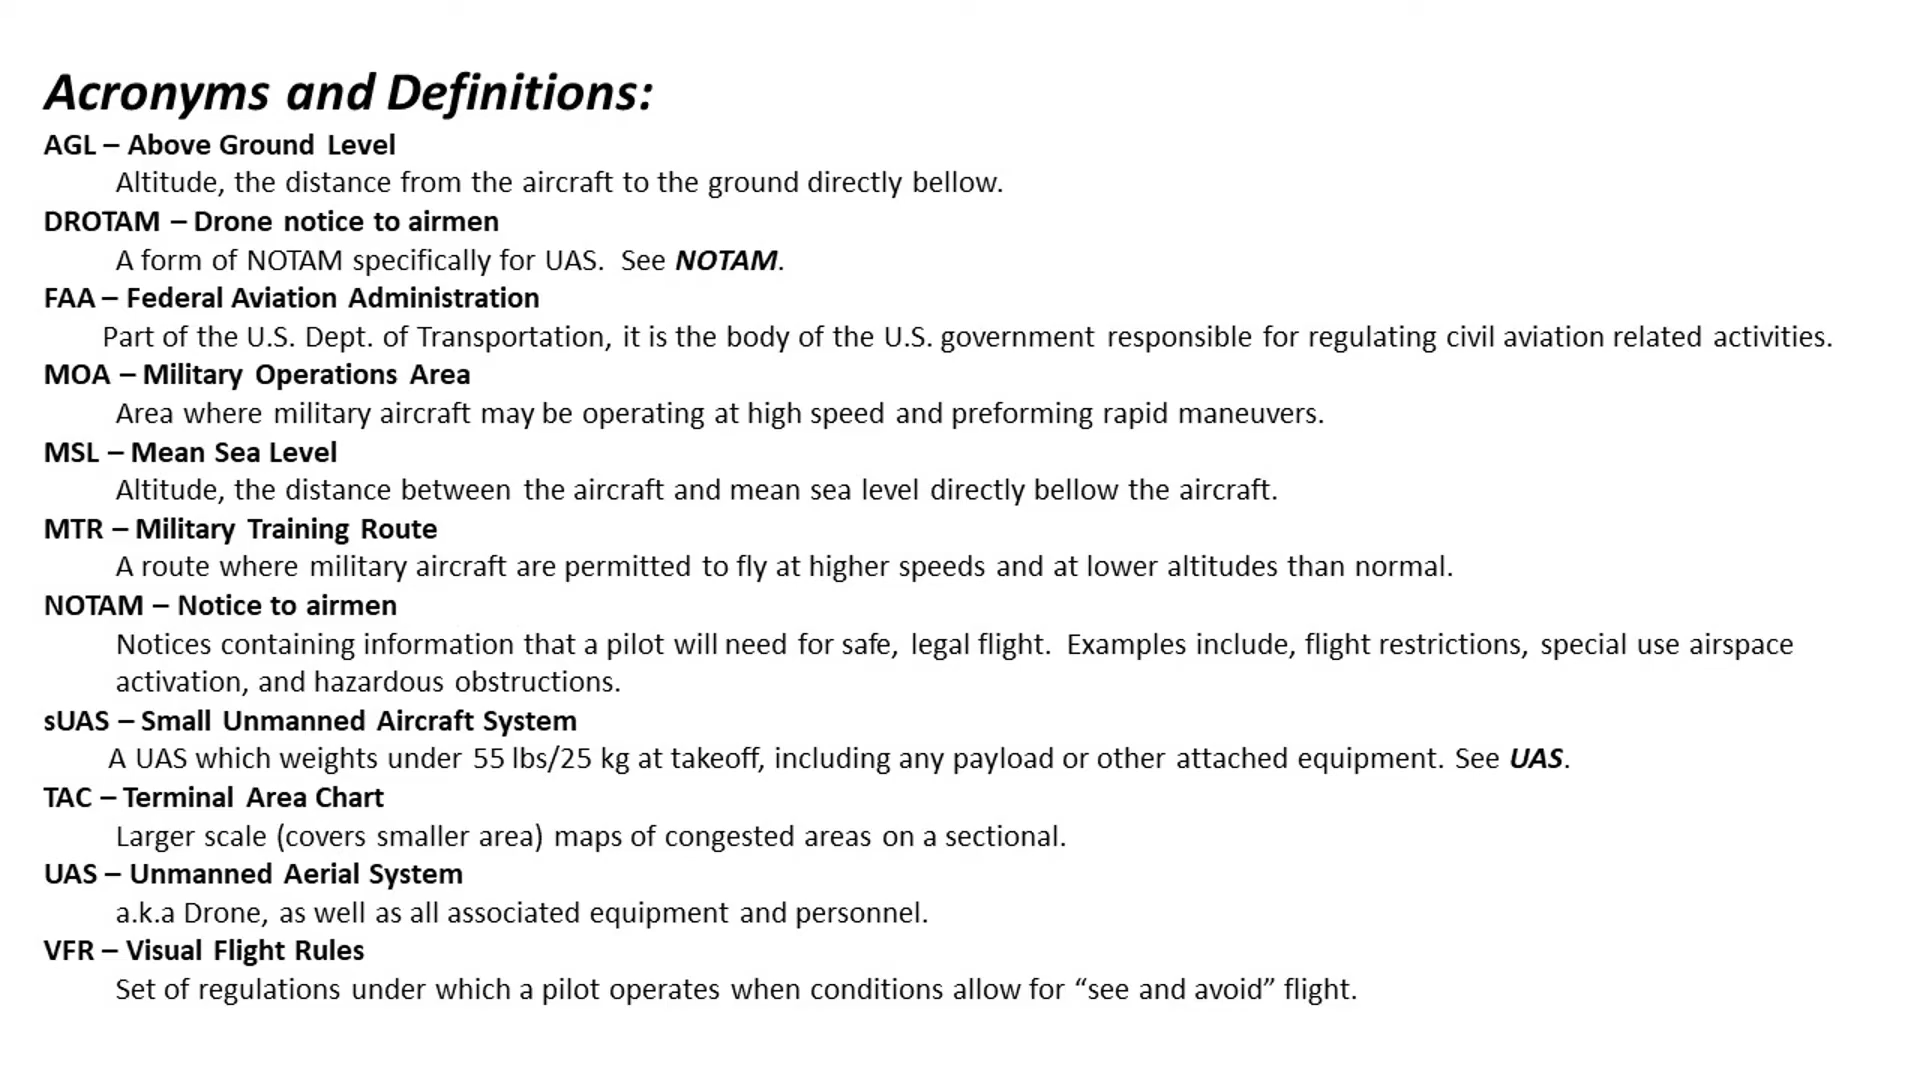 Acronyms and Definitions:
AGL – Above Ground Level
Altitude, the distance from the aircraft to the ground directly bellow.
DROTAM – Drone notice to airmen
A form of NOTAM specifically for UAS.  See NOTAM.
FAA – Federal Aviation Administration
Part of the U.S. Dept. of Transportation, it is the body of the U.S. government responsible for regulating civil aviation related activities.
MOA – Military Operations Area
Area where military aircraft may be operating at high speed and preforming rapid maneuvers.
MSL – Mean Sea Level
Altitude, the distance between the aircraft and mean sea level directly bellow the aircraft.
MTR – Military Training Route
A route where military aircraft are permitted to fly at higher speeds and at lower altitudes than normal.
NOTAM – Notice to airmen
Notices containing information that a pilot will need for safe, legal flight.  Examples include, flight restrictions, special use airspace
activation, and hazardous obstructions.
sUAS – Small Unmanned Aircraft System
A UAS which weights under 55 lbs/25 kg at takeoff, including any payload or other attached equipment. See UAS.
TAC – Terminal Area Chart
Larger scale (covers smaller area) maps of congested areas on a sectional.
UAS – Unmanned Aerial System
a.k.a Drone, as well as all associated equipment and personnel.
VFR – Visual Flight Rules
Set of regulations under which a pilot operates when conditions allow for “see and avoid” flight.